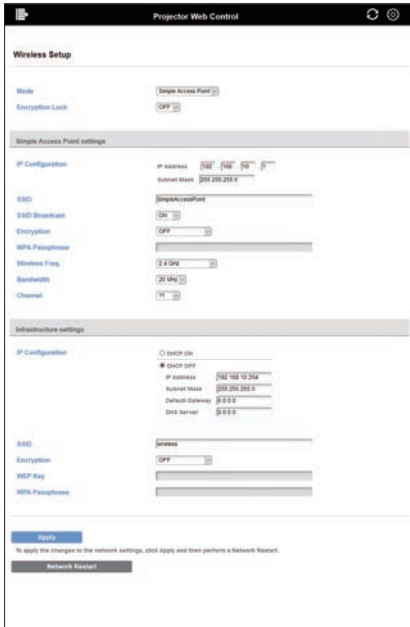 Projector Web Control
Wireless Setup
Mode Simple Access Point
Encryption Lock OFF
Simple Access Point settings
IP Configuration IP Address 192 . 168 . 10 . 1
Subnet Mask 255.255.255.0
SSID SimpleAccessPoint
SSID Broadcast ON
Encryption OFF
WPA Passphrase
Wireless Freq. 2.4 GHz
Bandwidth 20 MHz
Channel 11
Infrastructure settings
IP Configuration DHCP ON
DHCP OFF
IP Address 192.168.10.254
Subnet Mask 255.255.255.0
Default Gateway 0.0.0.0
DNS Server 0.0.0.0
SSID wireless
Encryption OFF
WEP Key
WPA Passphrase
Apply
To apply the changes to the network settings, click Apply and then perform a Network Restart.
Network Restart